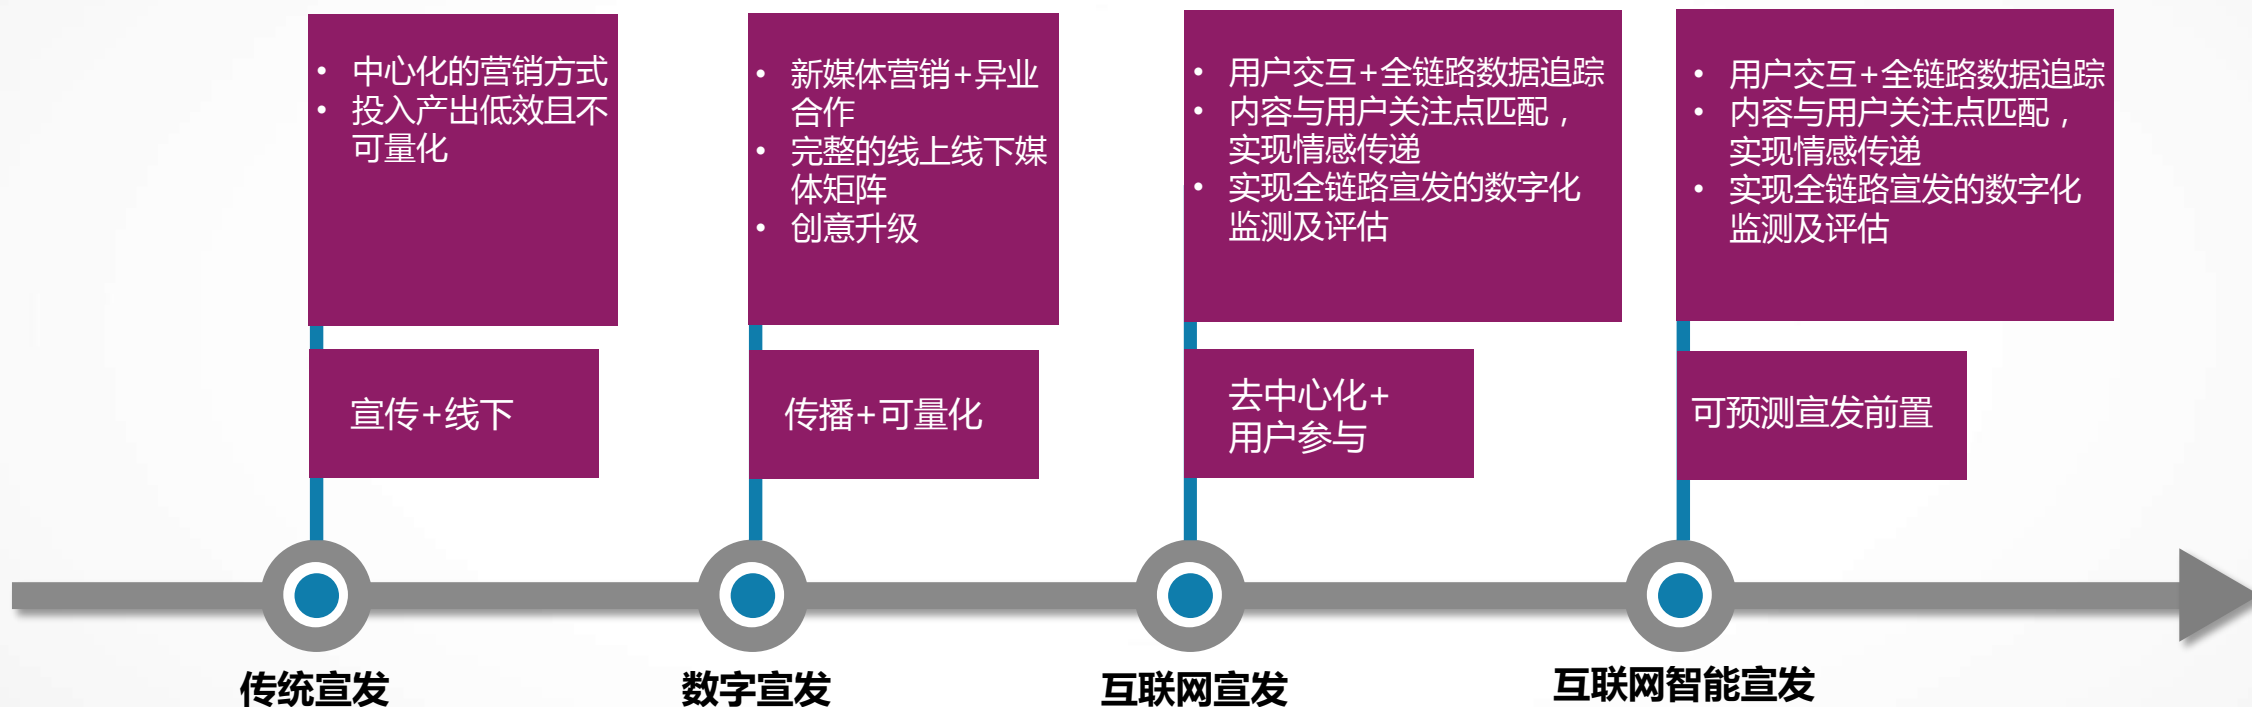 • 中心化的营销方式
• 投入产出低效且不
可量化
宣传+线下
传统宣发
• 新媒体营销+异业
合作
• 完整的线上线下媒
体矩阵
• 创意升级
传播+可量化
数字宣发
• 用户交互+全链路数据追踪
• 内容与用户关注点匹配，
实现情感传递
• 实现全链路宣发的数字化
监测及评估
去中心化+
用户参与
互联网宣发
• 用户交互+全链路数据追踪
• 内容与用户关注点匹配，
实现情感传递
• 实现全链路宣发的数字化
监测及评估
可预测宣发前置
互联网智能宣发